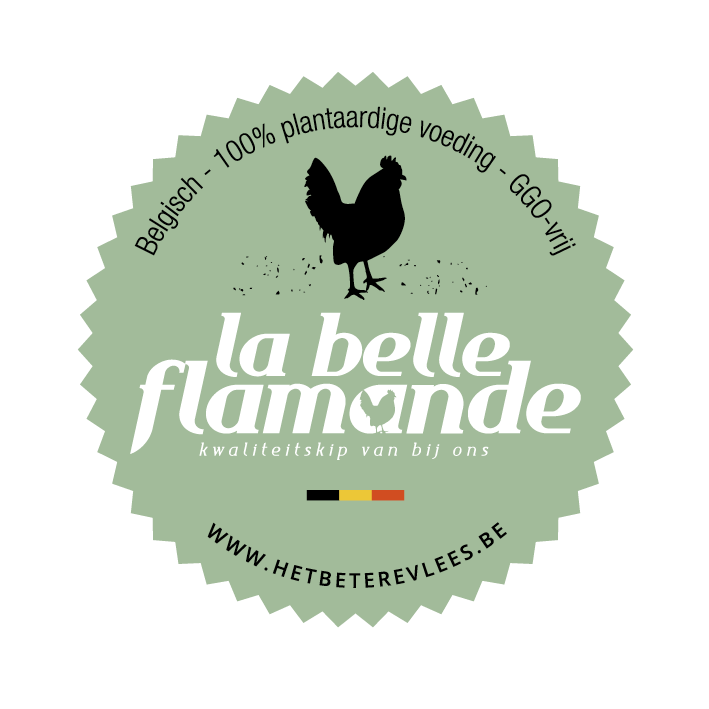 Belgisch - 100% plantaardige voeding - GGO-vrij
la belle
flamande
kwaliteitskip van bij ons
WWW.HETBETEREVLEES.BE